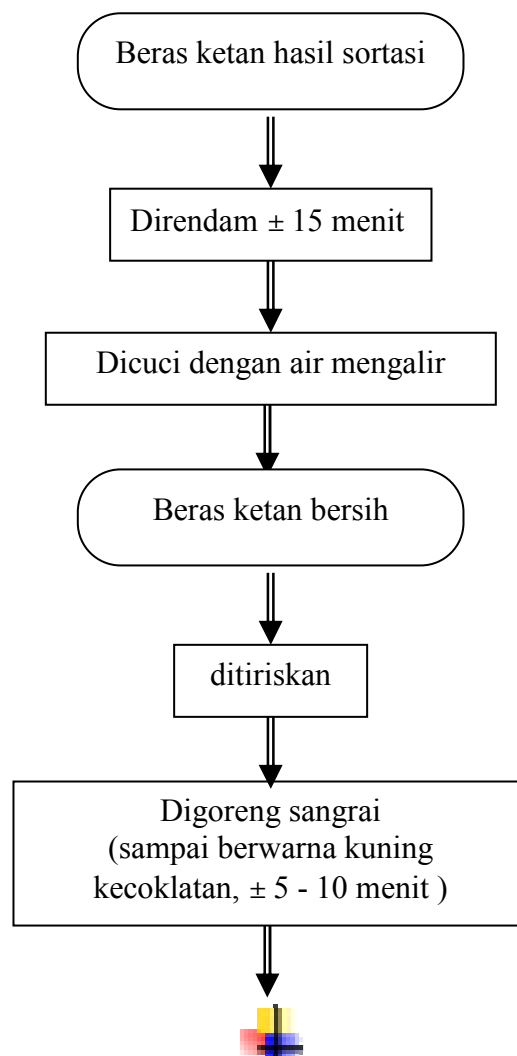 Beras ketan hasil sortasi
Direndam ± 15 menit
Dicuci dengan air mengalir
Beras ketan bersih
ditiriskan
Digoreng sangrai
(sampai berwarna kuning
kecoklatan, ± 5 - 10 menit )